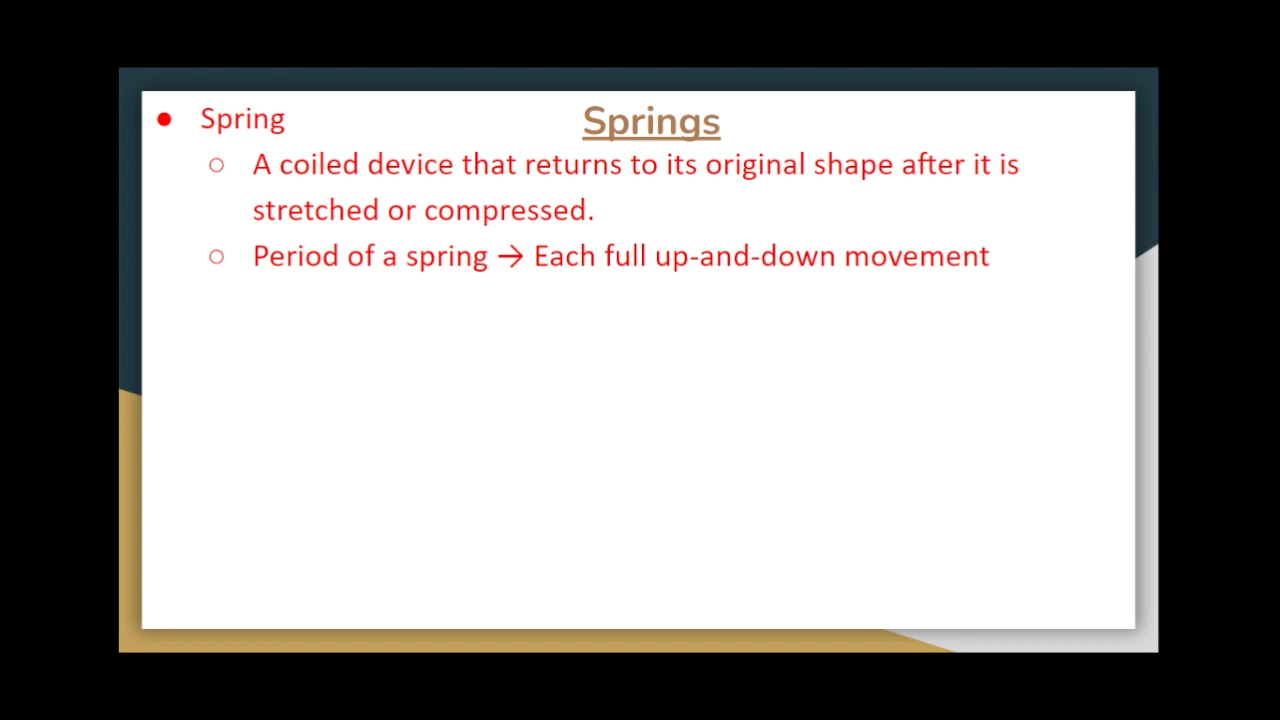 Springs
● Spring
○ A coiled device that returns to its original shape after it is
stretched or compressed.
○ Period of a spring → Each full up-and-down movement